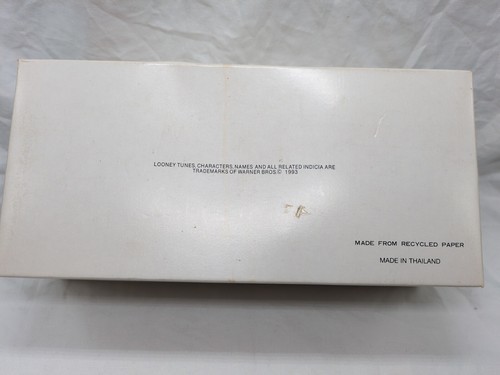 LOONEY TUNES, CHARACTERS, NAMES AND ALL RELATED INDICIA ARE
TRADEMARKS OF WARNER BROS.© 1993
MADE FROM RECYCLED PAPER
MADE IN THAILAND